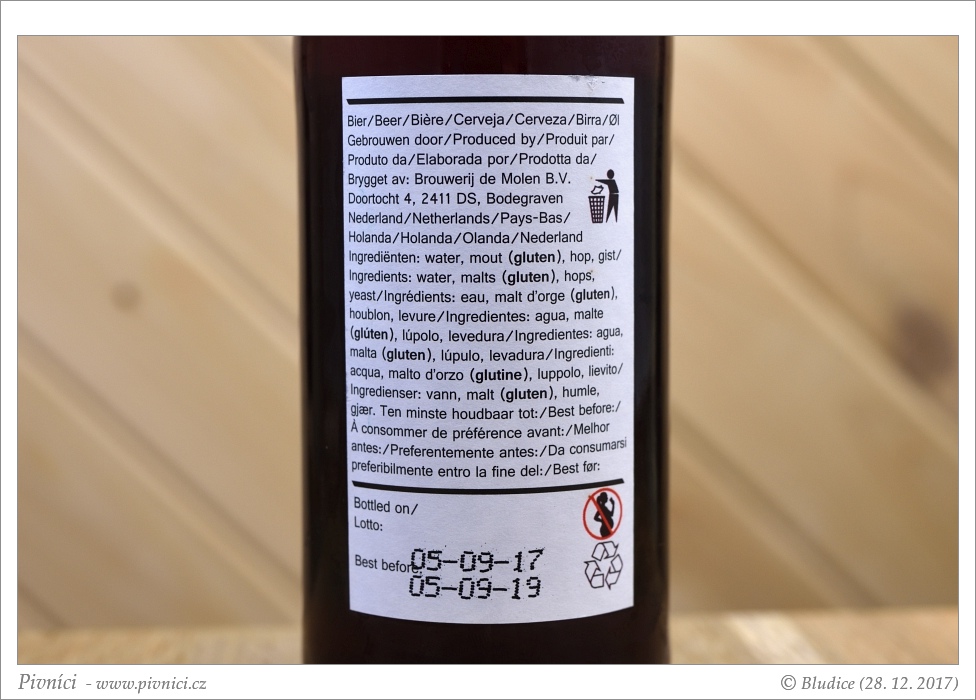 Bier/Beer/Bière/Cerveja/Cerveza/Birra/Øl
Gebrouwen door/Produced by/Produit par/
Produto da/Elaborada por/Prodotta da/
Brygget av: Brouwerij de Molen B.V.
Doortocht 4, 2411 DS, Bodegraven
Nederland/Netherlands/Pays-Bas/
Holanda/Holanda/Olanda/Nederland
Ingrediënten: water, mout (gluten), hop, gist/
Ingredients: water, malts (gluten), hops,
yeast/Ingrédients: eau, malt d'orge (gluten),
houblon, levure/Ingredientes: agua, malte
(glúten), lúpolo, levedura/Ingredientes: agua,
malta (gluten), lúpulo, levadura/Ingredienti:
acqua, malto d'orzo (glutine), luppolo, lievito/
Ingredienser: vann, malt (gluten), humle,
gjær. Ten minste houdbaar tot:/Best before:/
À consommer de préférence avant:/Melhor
antes:/Preferentemente antes:/Da consumarsi
preferibilmente entro la fine del:/Best før:
Bottled on/
Lotto:
05-09-17
Best before:
05-09-19
Pivníci - www.pivnici.cz
© Bludice (28. 12. 2017)